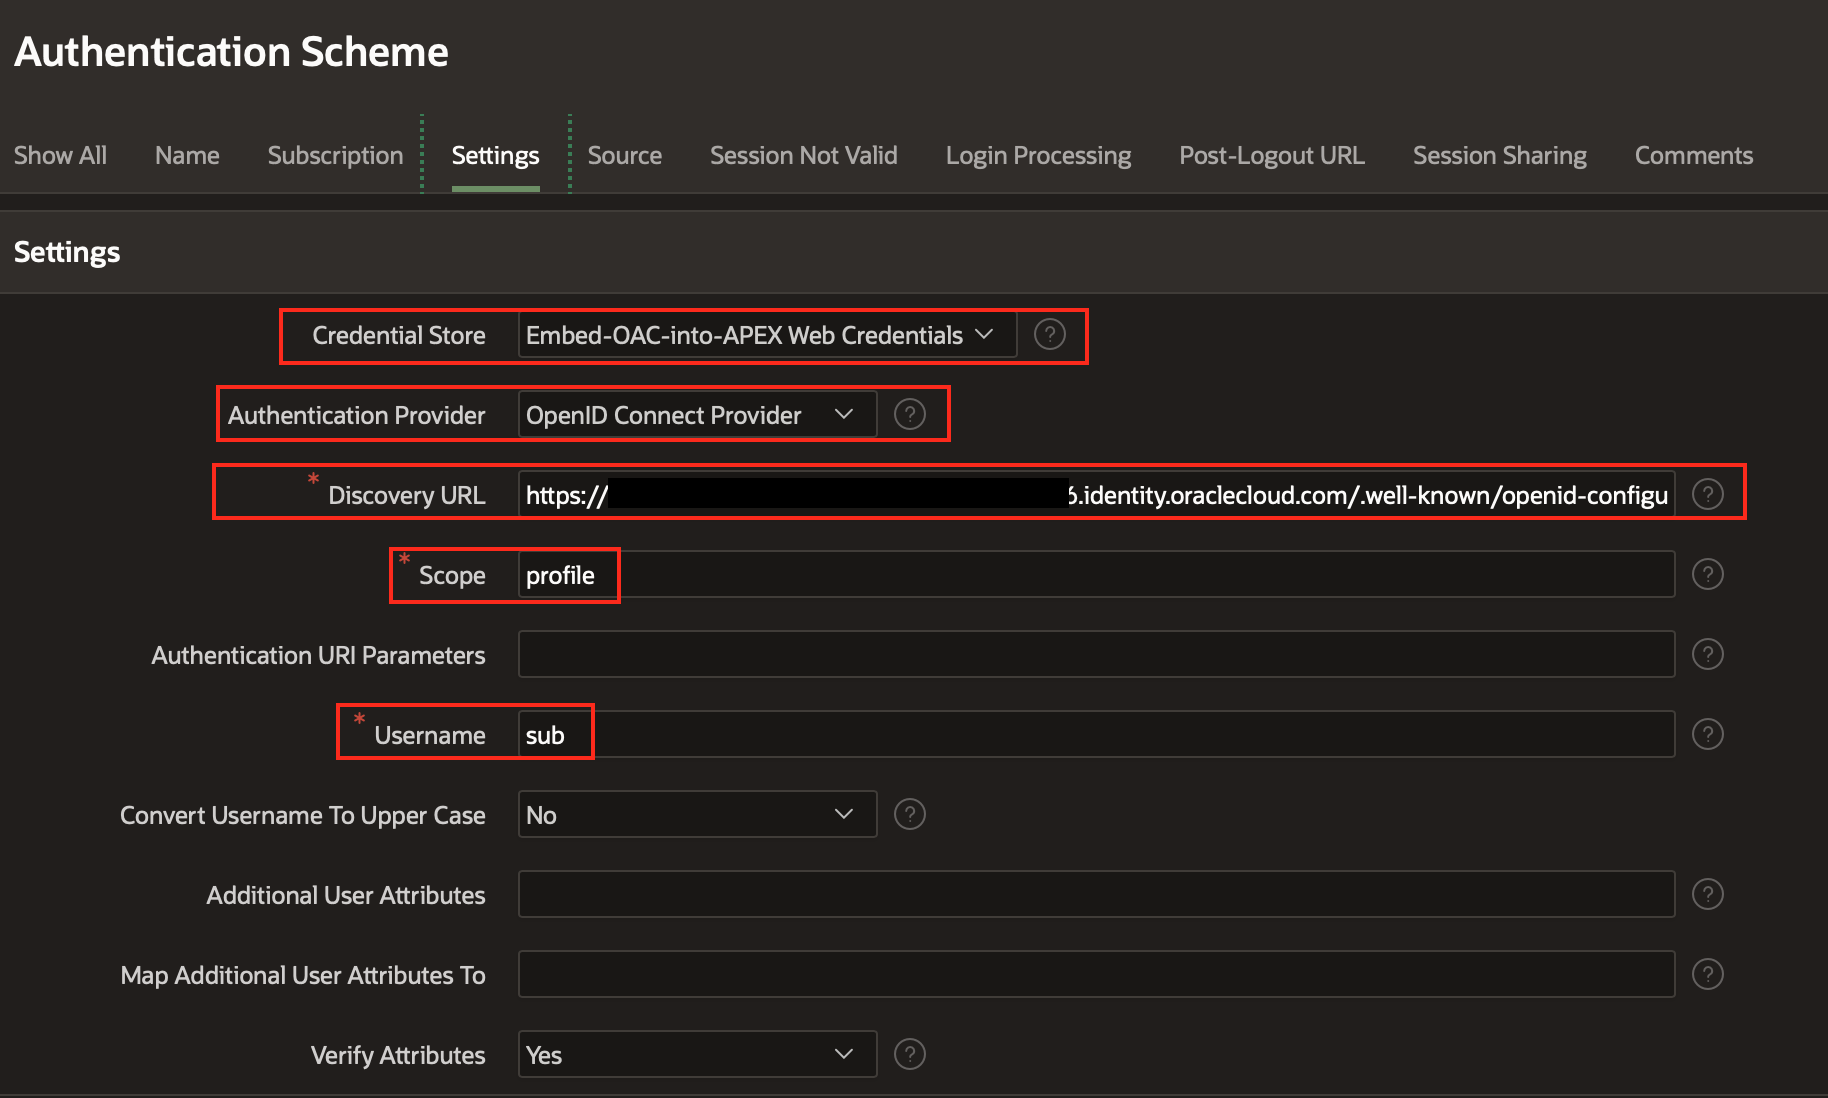 Authentication Scheme
Show All Name Subscription Settings Source Session Not Valid Login Processing Post-Logout URL Session Sharing Comments
Settings
Credential Store Embed-OAC-into-APEX Web Credentials ?
Authentication Provider OpenID Connect Provider ?
* Discovery URL https:// 6.identity.oraclecloud.com/.well-known/openid-configu ?
* Scope profile ?
Authentication URI Parameters ?
* Username sub ?
Convert Username To Upper Case No ?
Additional User Attributes ?
Map Additional User Attributes To ?
Verify Attributes Yes ?